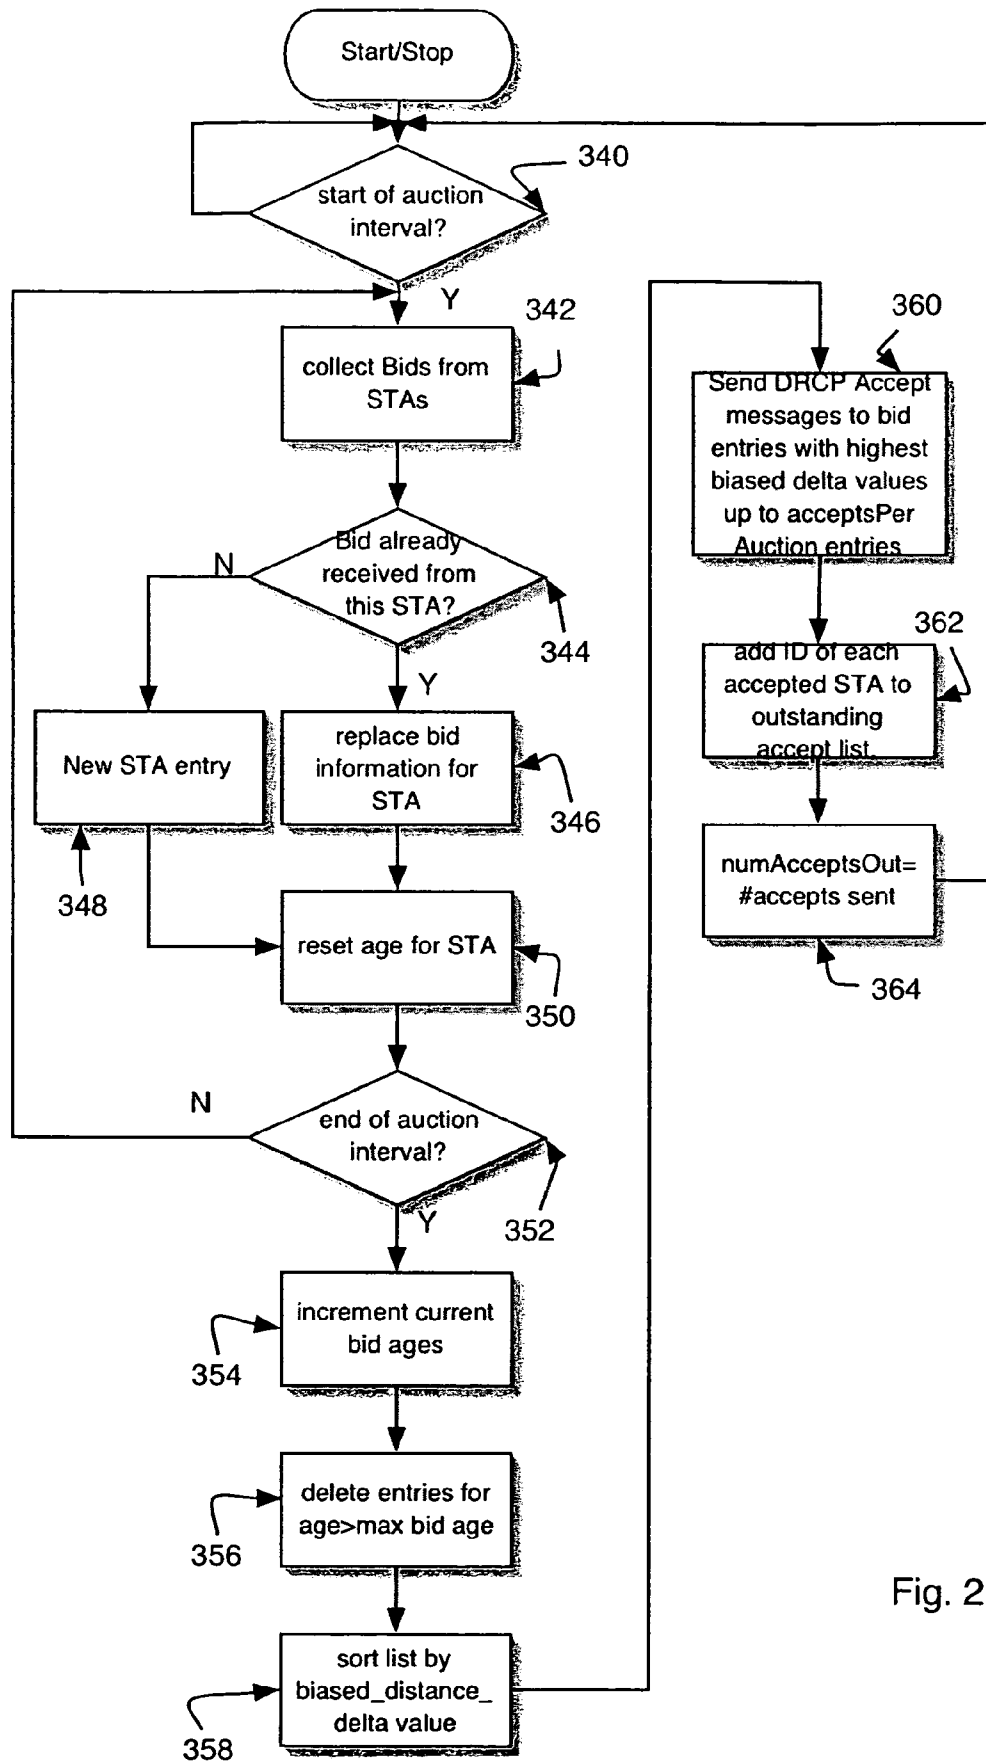 Start/Stop
340
start of auction
interval?
Y
342
collect Bids from
STAs
N
Bid already
received from
this STA?
344
Y
New STA entry
348
replace bid
information for
STA
346
reset age for STA
350
N
end of auction
interval?
352
Y
increment current
bid ages
354
delete entries for
age>max bid age
356
sort list by
biased_distance_
delta value
358
360
Send DRCP Accept
messages to bid
entries with highest
biased delta values
up to acceptsPer
Auction entries
362
add ID of each
accepted STA to
outstanding
accept list.
numAcceptsOut=
#accepts sent
364
Fig. 2